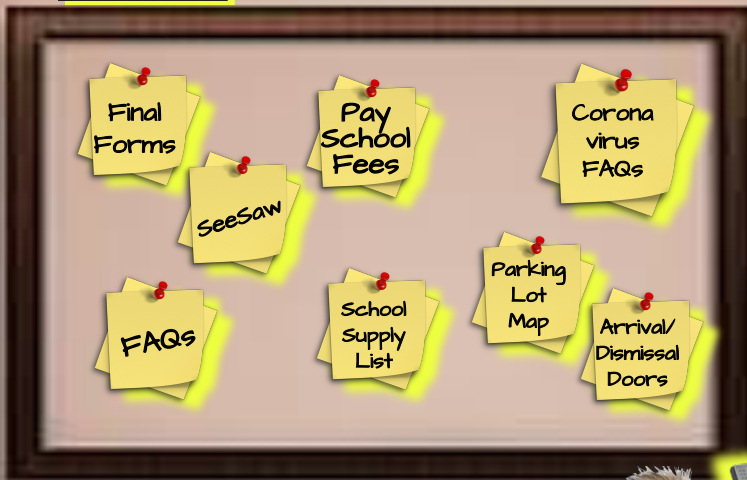 Final
Forms
Pay
School
Fees
Corona
virus
FAQs
SeeSaw
Parking
Lot
Map
FAQs
School
Supply
List
Arrival/
Dismissal
Doors